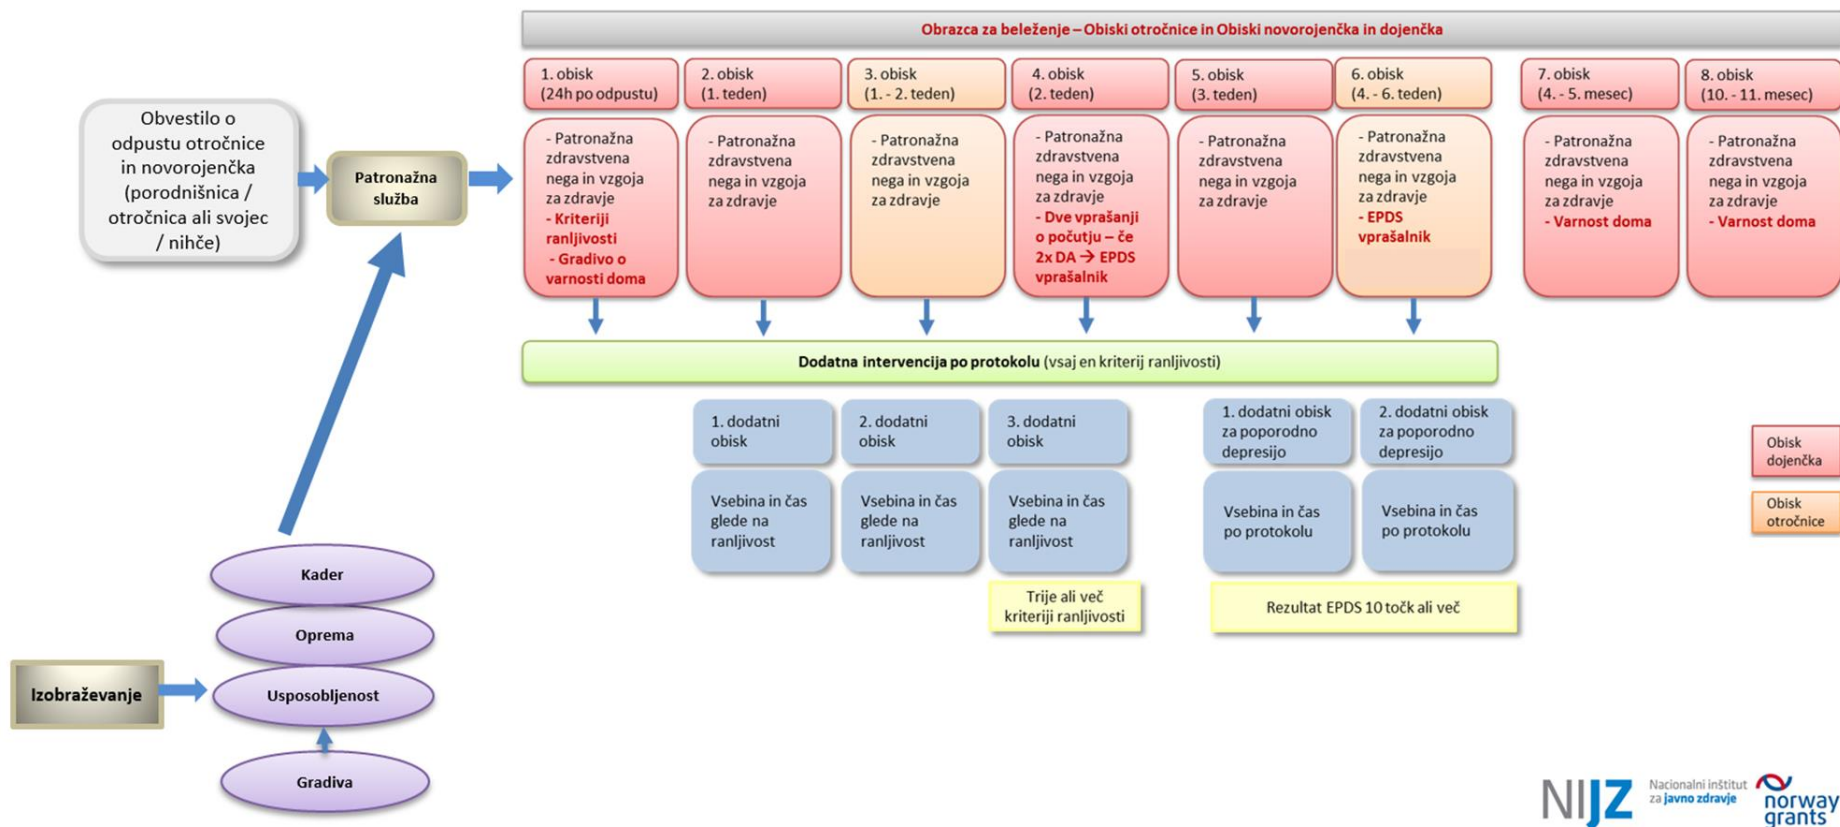 Obrazca za beleženje – Obiski otročnice in Obiski novorojenčka in dojenčka
1. obisk
(24h po odpustu)
2. obisk
(1. teden)
3. obisk
(1. - 2. teden)
4. obisk
(2. teden)
5. obisk
(3. teden)
6. obisk
(4. - 6. teden)
7. obisk
(4. - 5. mesec)
8. obisk
(10. - 11. mesec)
Obvestilo o
odpustu otročnice
in novorojenčka
(porodnišnica /
otročnica ali svojec
/ nihče)
Patronažna
služba
- Patronažna
zdravstvena
nega in vzgoja
za zdravje
- Kriteriji
ranljivosti
- Gradivo o
varnosti doma
- Patronažna
zdravstvena
nega in vzgoja
za zdravje
- Patronažna
zdravstvena
nega in vzgoja
za zdravje
- Patronažna
zdravstvena
nega in vzgoja
za zdravje
- Dve vprašanji
o počutju – če
2x DA → EPDS
vprašalnik
- Patronažna
zdravstvena
nega in vzgoja
za zdravje
- Patronažna
zdravstvena
nega in vzgoja
za zdravje
- EPDS
vprašalnik
- Patronažna
zdravstvena
nega in vzgoja
za zdravje
- Varnost doma
- Patronažna
zdravstvena
nega in vzgoja
za zdravje
- Varnost doma
Dodatna intervencija po protokolu (vsaj en kriterij ranljivosti)
1. dodatni
obisk
2. dodatni
obisk
3. dodatni
obisk
1. dodatni obisk
za poporodno
depresijo
2. dodatni obisk
za poporodno
depresijo
Vsebina in čas
glede na
ranljivost
Vsebina in čas
glede na
ranljivost
Vsebina in čas
glede na
ranljivost
Vsebina in čas
po protokolu
Vsebina in čas
po protokolu
Trije ali več
kriteriji ranljivosti
Rezultat EPDS 10 točk ali več
Obisk
dojenčka
Obisk
otročnice
Kader
Oprema
Usposobljenost
Gradiva
Izobraževanje
NIJZ
Nacionalni inštitut
za javno zdravje
norway
grants